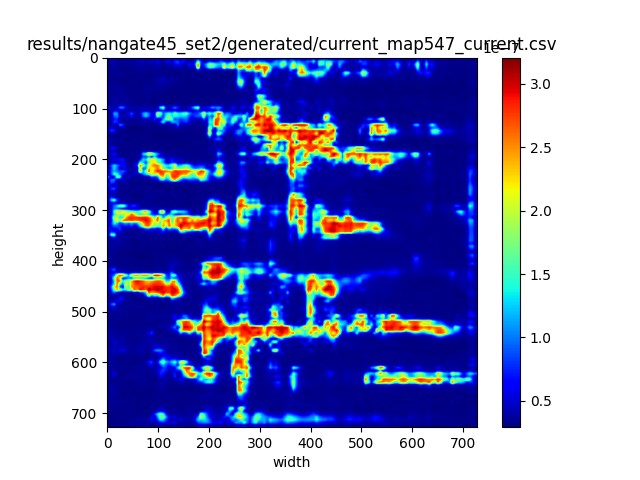 results/nangate45_set2/generated/current_map547_current.csv
1e−7
0
100
200
300
400
500
600
700
height
0 100 200 300 400 500 600 700
width
3.0
2.5
2.0
1.5
1.0
0.5